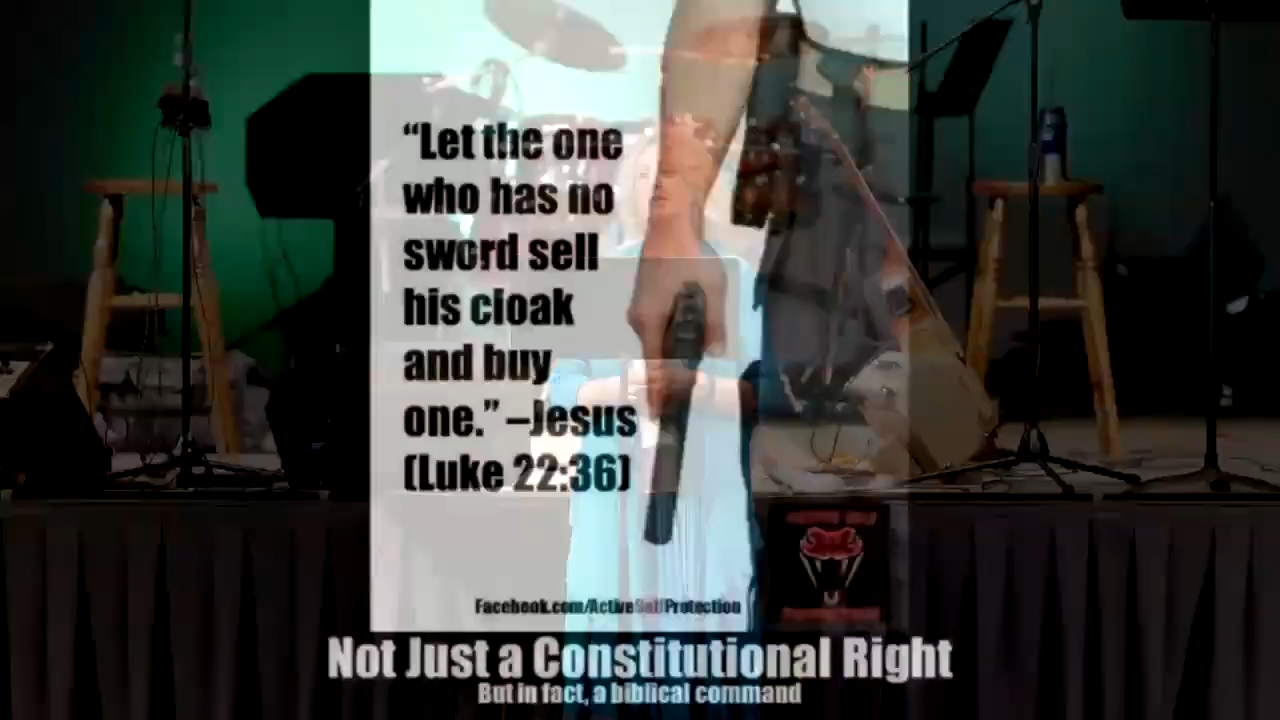 “Let the one
who has no
sword sell
his cloak
and buy
one.” –Jesus
(Luke 22:36)
Facebook.com/ActiveSelfProtection
Not Just a Constitutional Right
But in fact, a biblical command